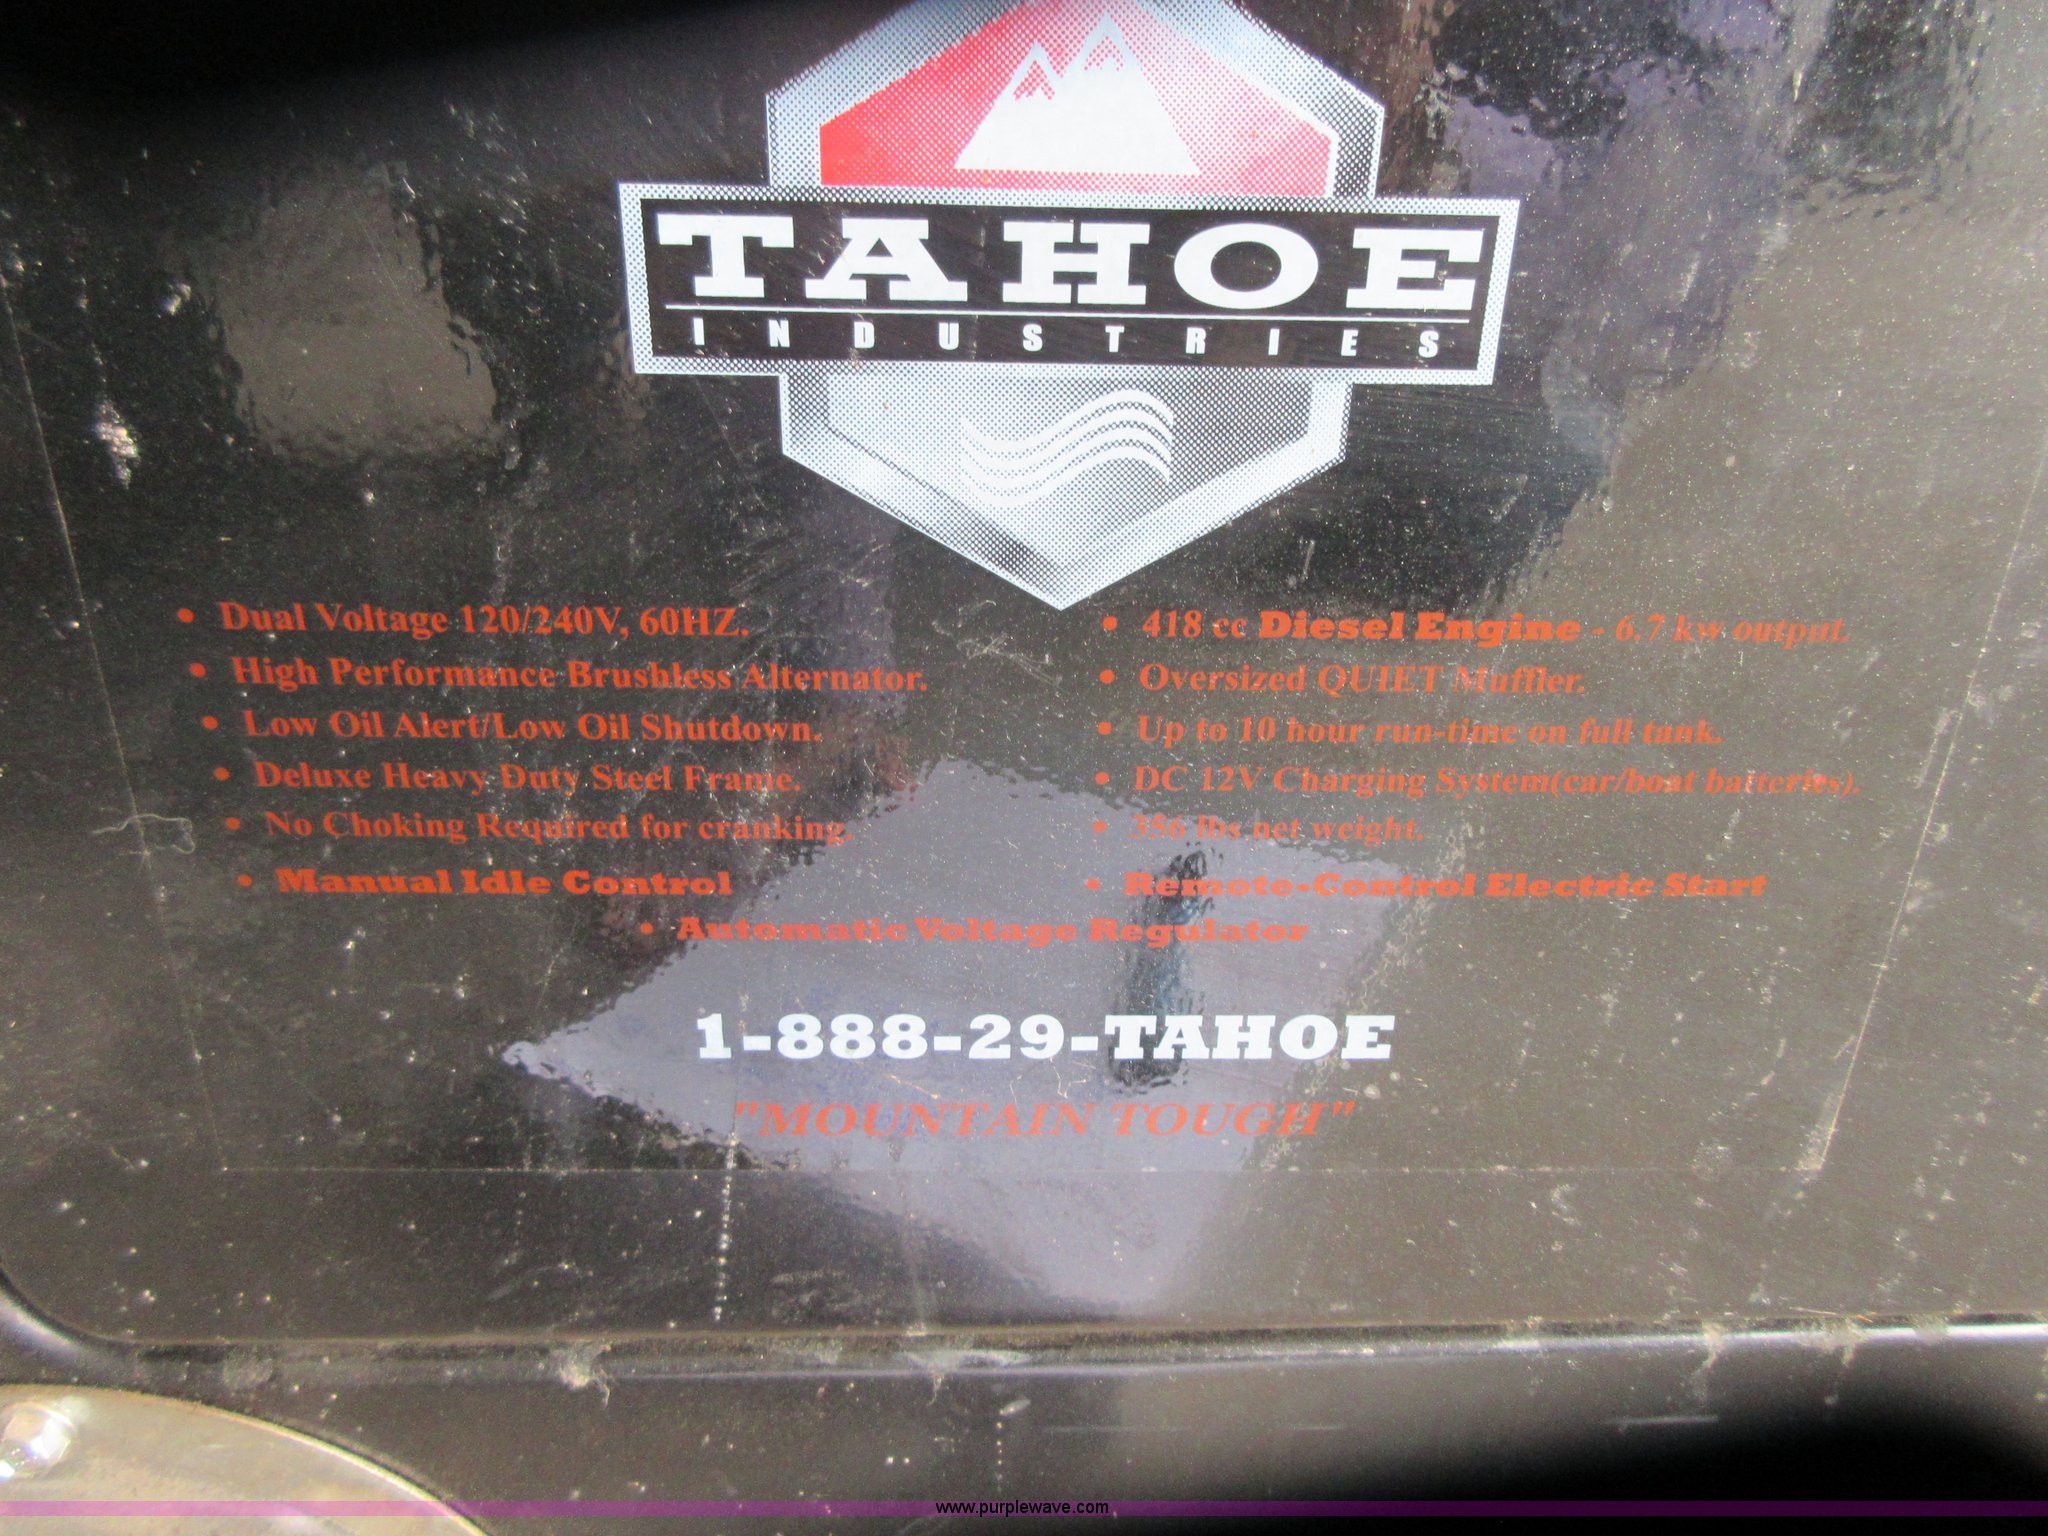 TAHOE
INDUSTRIES
• Dual Voltage 120/240V, 60HZ.
• High Performance Brushless Alternator.
• Low Oil Alert/Low Oil Shutdown.
• Deluxe Heavy Duty Steel Frame.
• No Choking Required for cranking.
• Manual Idle Control
• 418 cc Diesel Engine - 6.7 kw output.
• Oversized QUIET Muffler.
• Up to 10 hour run-time on full tank.
• DC 12V Charging System(car/boat batteries).
• 356 lbs net weight.
• Remote-Control Electric Start
• Automatic Voltage Regulator
1-888-29-TAHOE
"MOUNTAIN TOUGH"
www.purplewave.com